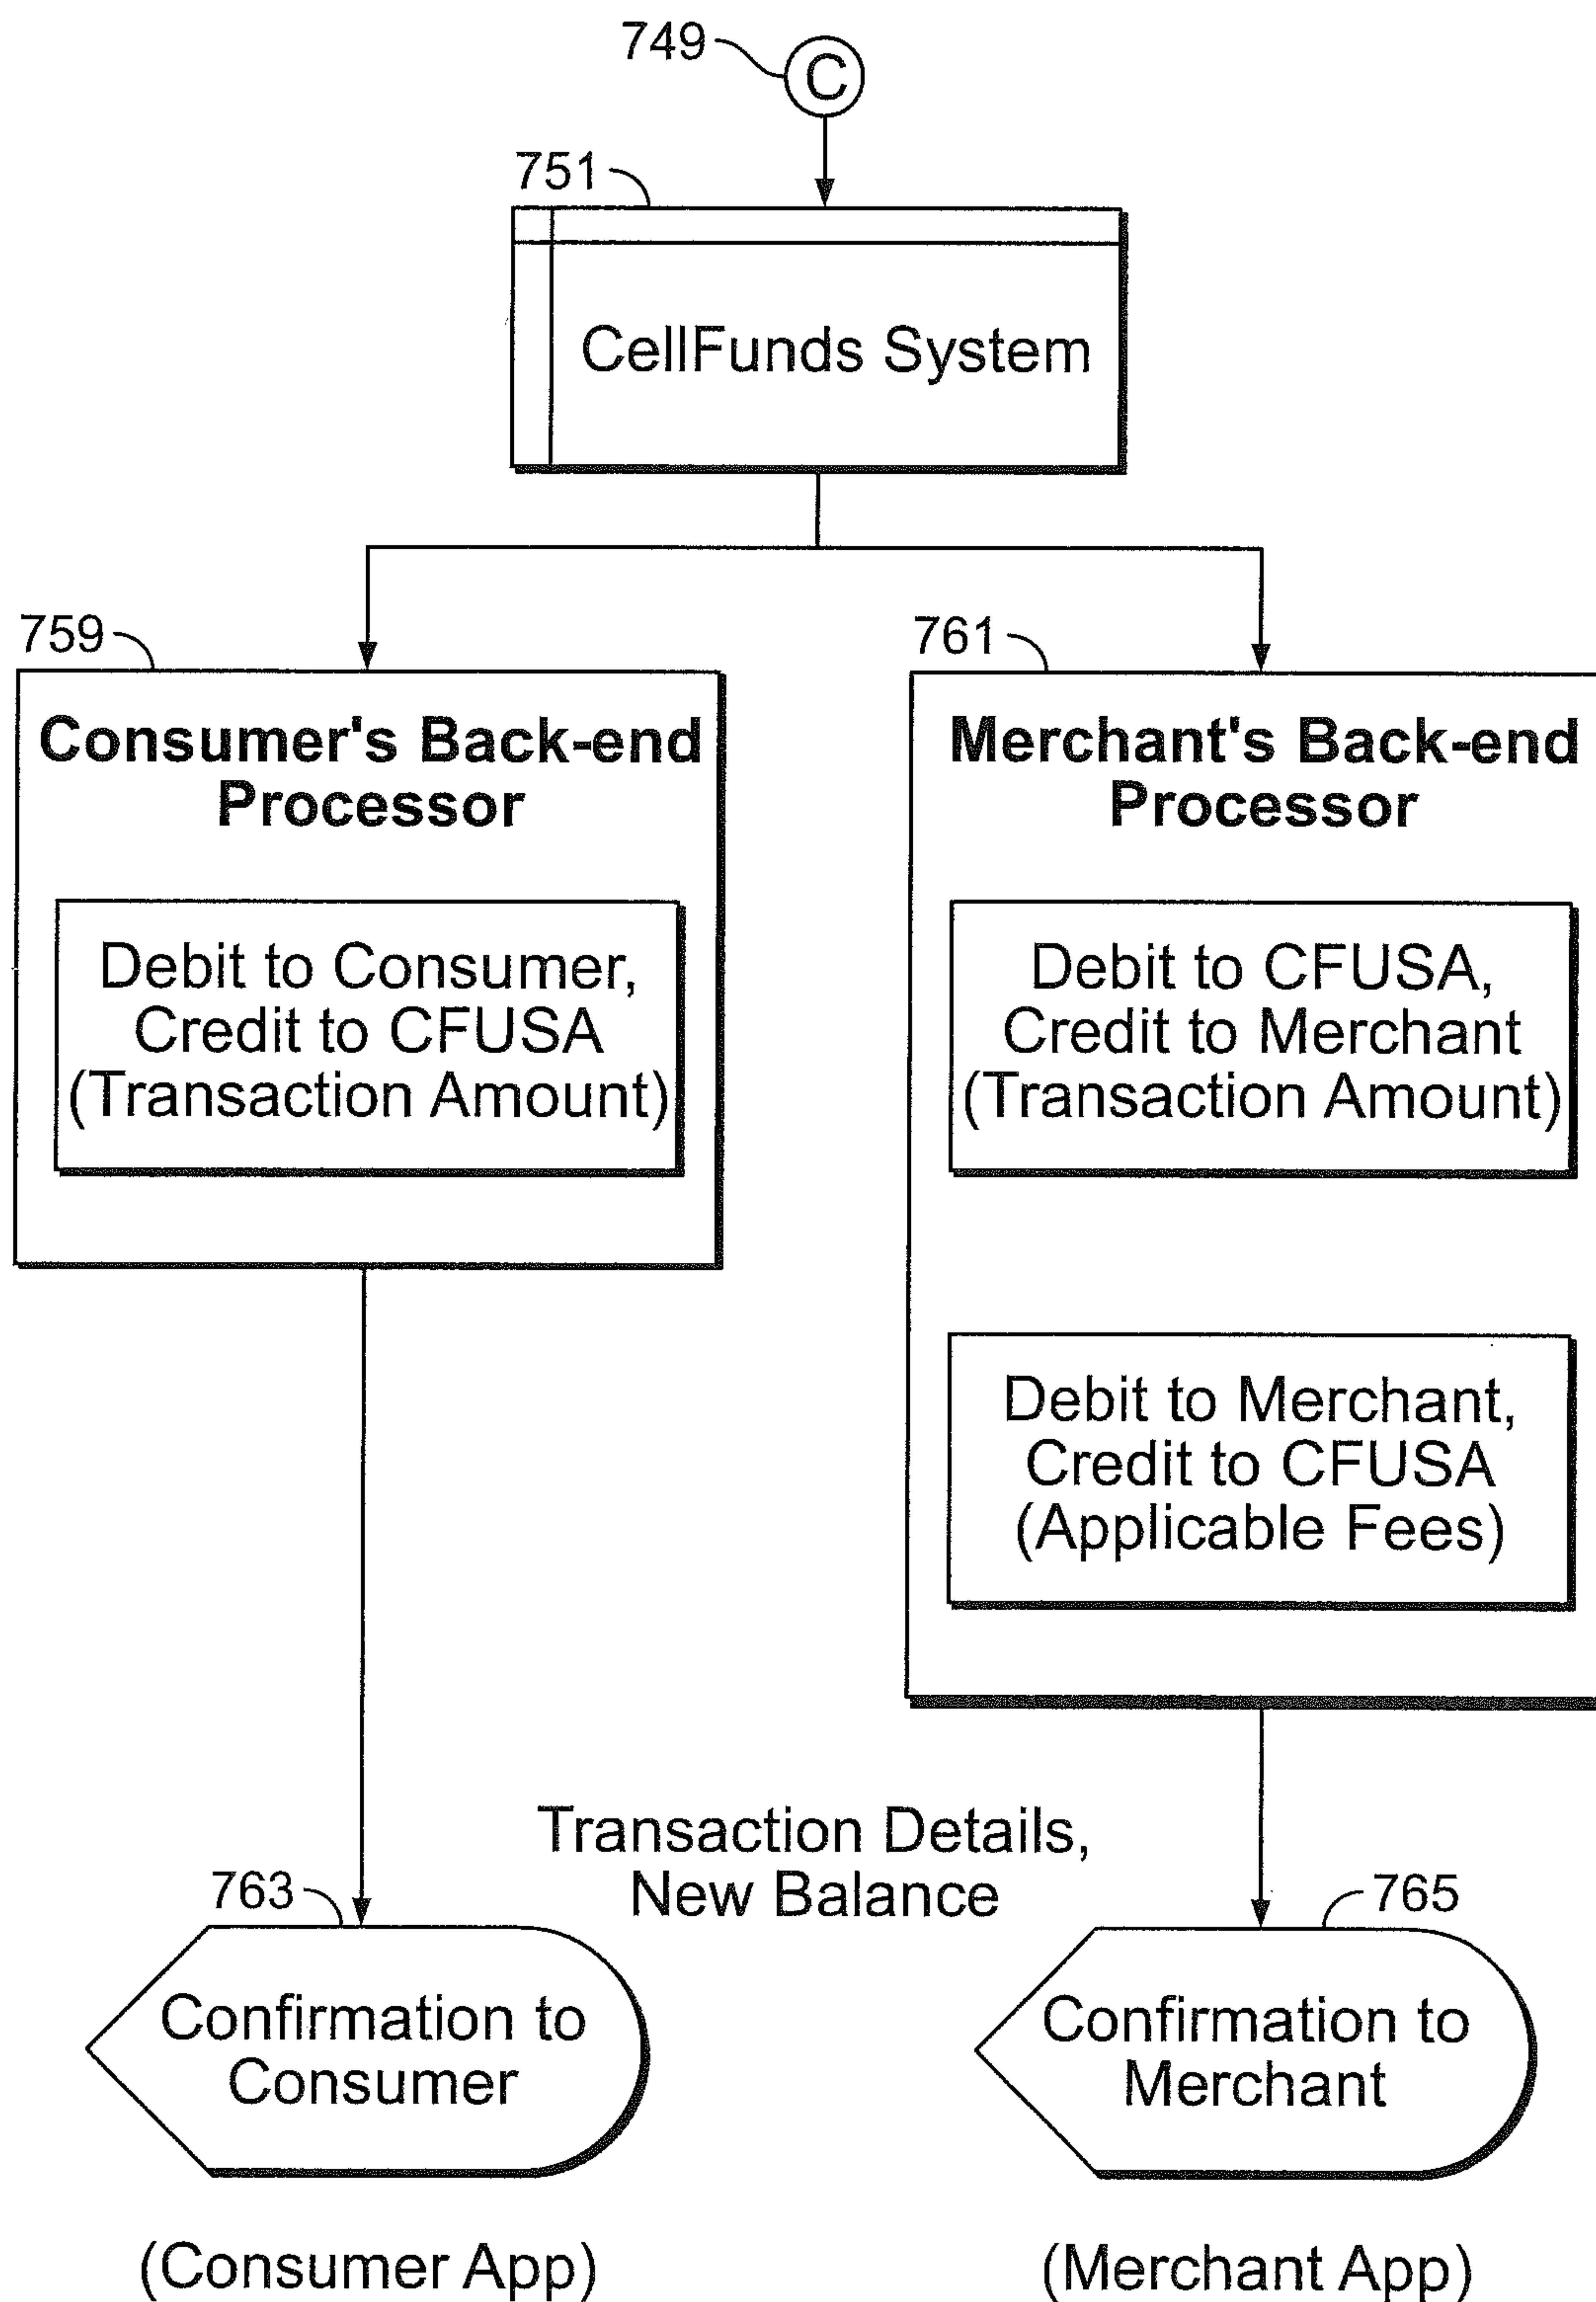 749
C
751
CellFunds System
759
Consumer's Back-end
Processor
Debit to Consumer,
Credit to CFUSA
(Transaction Amount)
761
Merchant's Back-end
Processor
Debit to CFUSA,
Credit to Merchant
(Transaction Amount)
Debit to Merchant,
Credit to CFUSA
(Applicable Fees)
Transaction Details,
New Balance
763
Confirmation to
Consumer
(Consumer App)
765
Confirmation to
Merchant
(Merchant App)